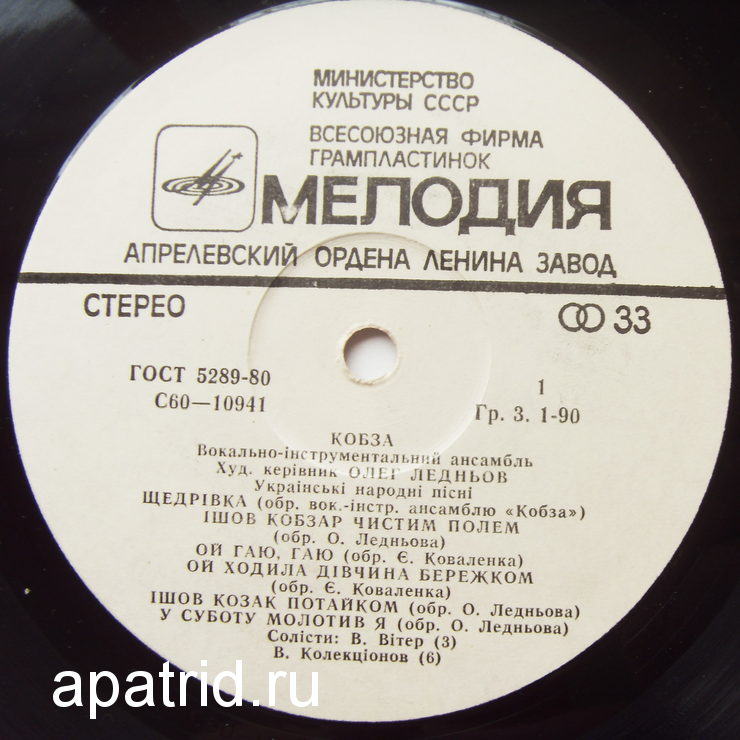 МИНИСТЕРСТВО
КУЛЬТУРЫ СССР
ВСЕСОЮЗНАЯ ФИРМА
ГРАМПЛАСТИНОК
МЕЛОДИЯ
АПРЕЛЕВСКИЙ ОРДЕНА ЛЕНИНА ЗАВОД
СТЕРЕО 33
ГОСТ 5289-80 1
С60—10941 Гр. 3. 1-90
КОБЗА
Вокально-інструментальний ансамбль
Худ. керівник ОЛЕГ ЛЕДНЬОВ
Українські народні пісні
ЩЕДРІВКА (обр. вок.-інстр. ансамблю «Кобза»)
ІШОВ КОБЗАР ЧИСТИМ ПОЛЕМ
(обр. О. Ледньова)
ОЙ ГАЮ, ГАЮ (обр. Є. Коваленка)
ОЙ ХОДИЛА ДІВЧИНА БЕРЕЖКОМ
(обр. Є. Коваленка)
ІШОВ КОЗАК ПОТАЙКОМ (обр. О. Ледньова)
У СУБОТУ МОЛОТИВ Я (обр. О. Ледньова)
Солісти: В. Вітер (3)
В. Колекціонов (6)
apatrid.ru